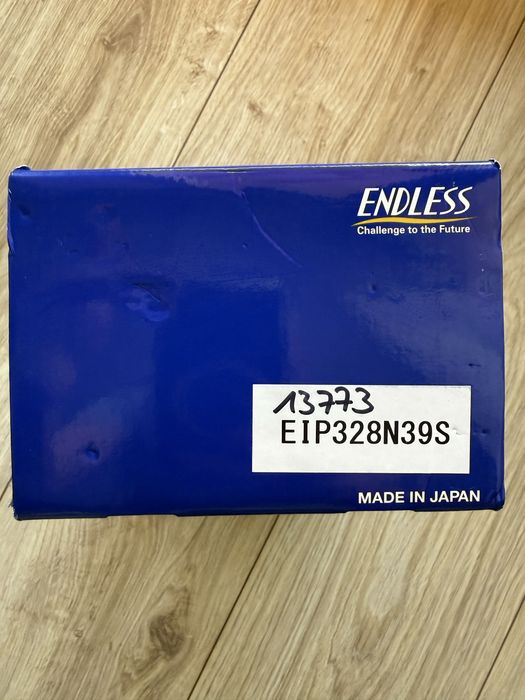 ENDLESS
Challenge to the Future
13773
EIP328N39S
MADE IN JAPAN